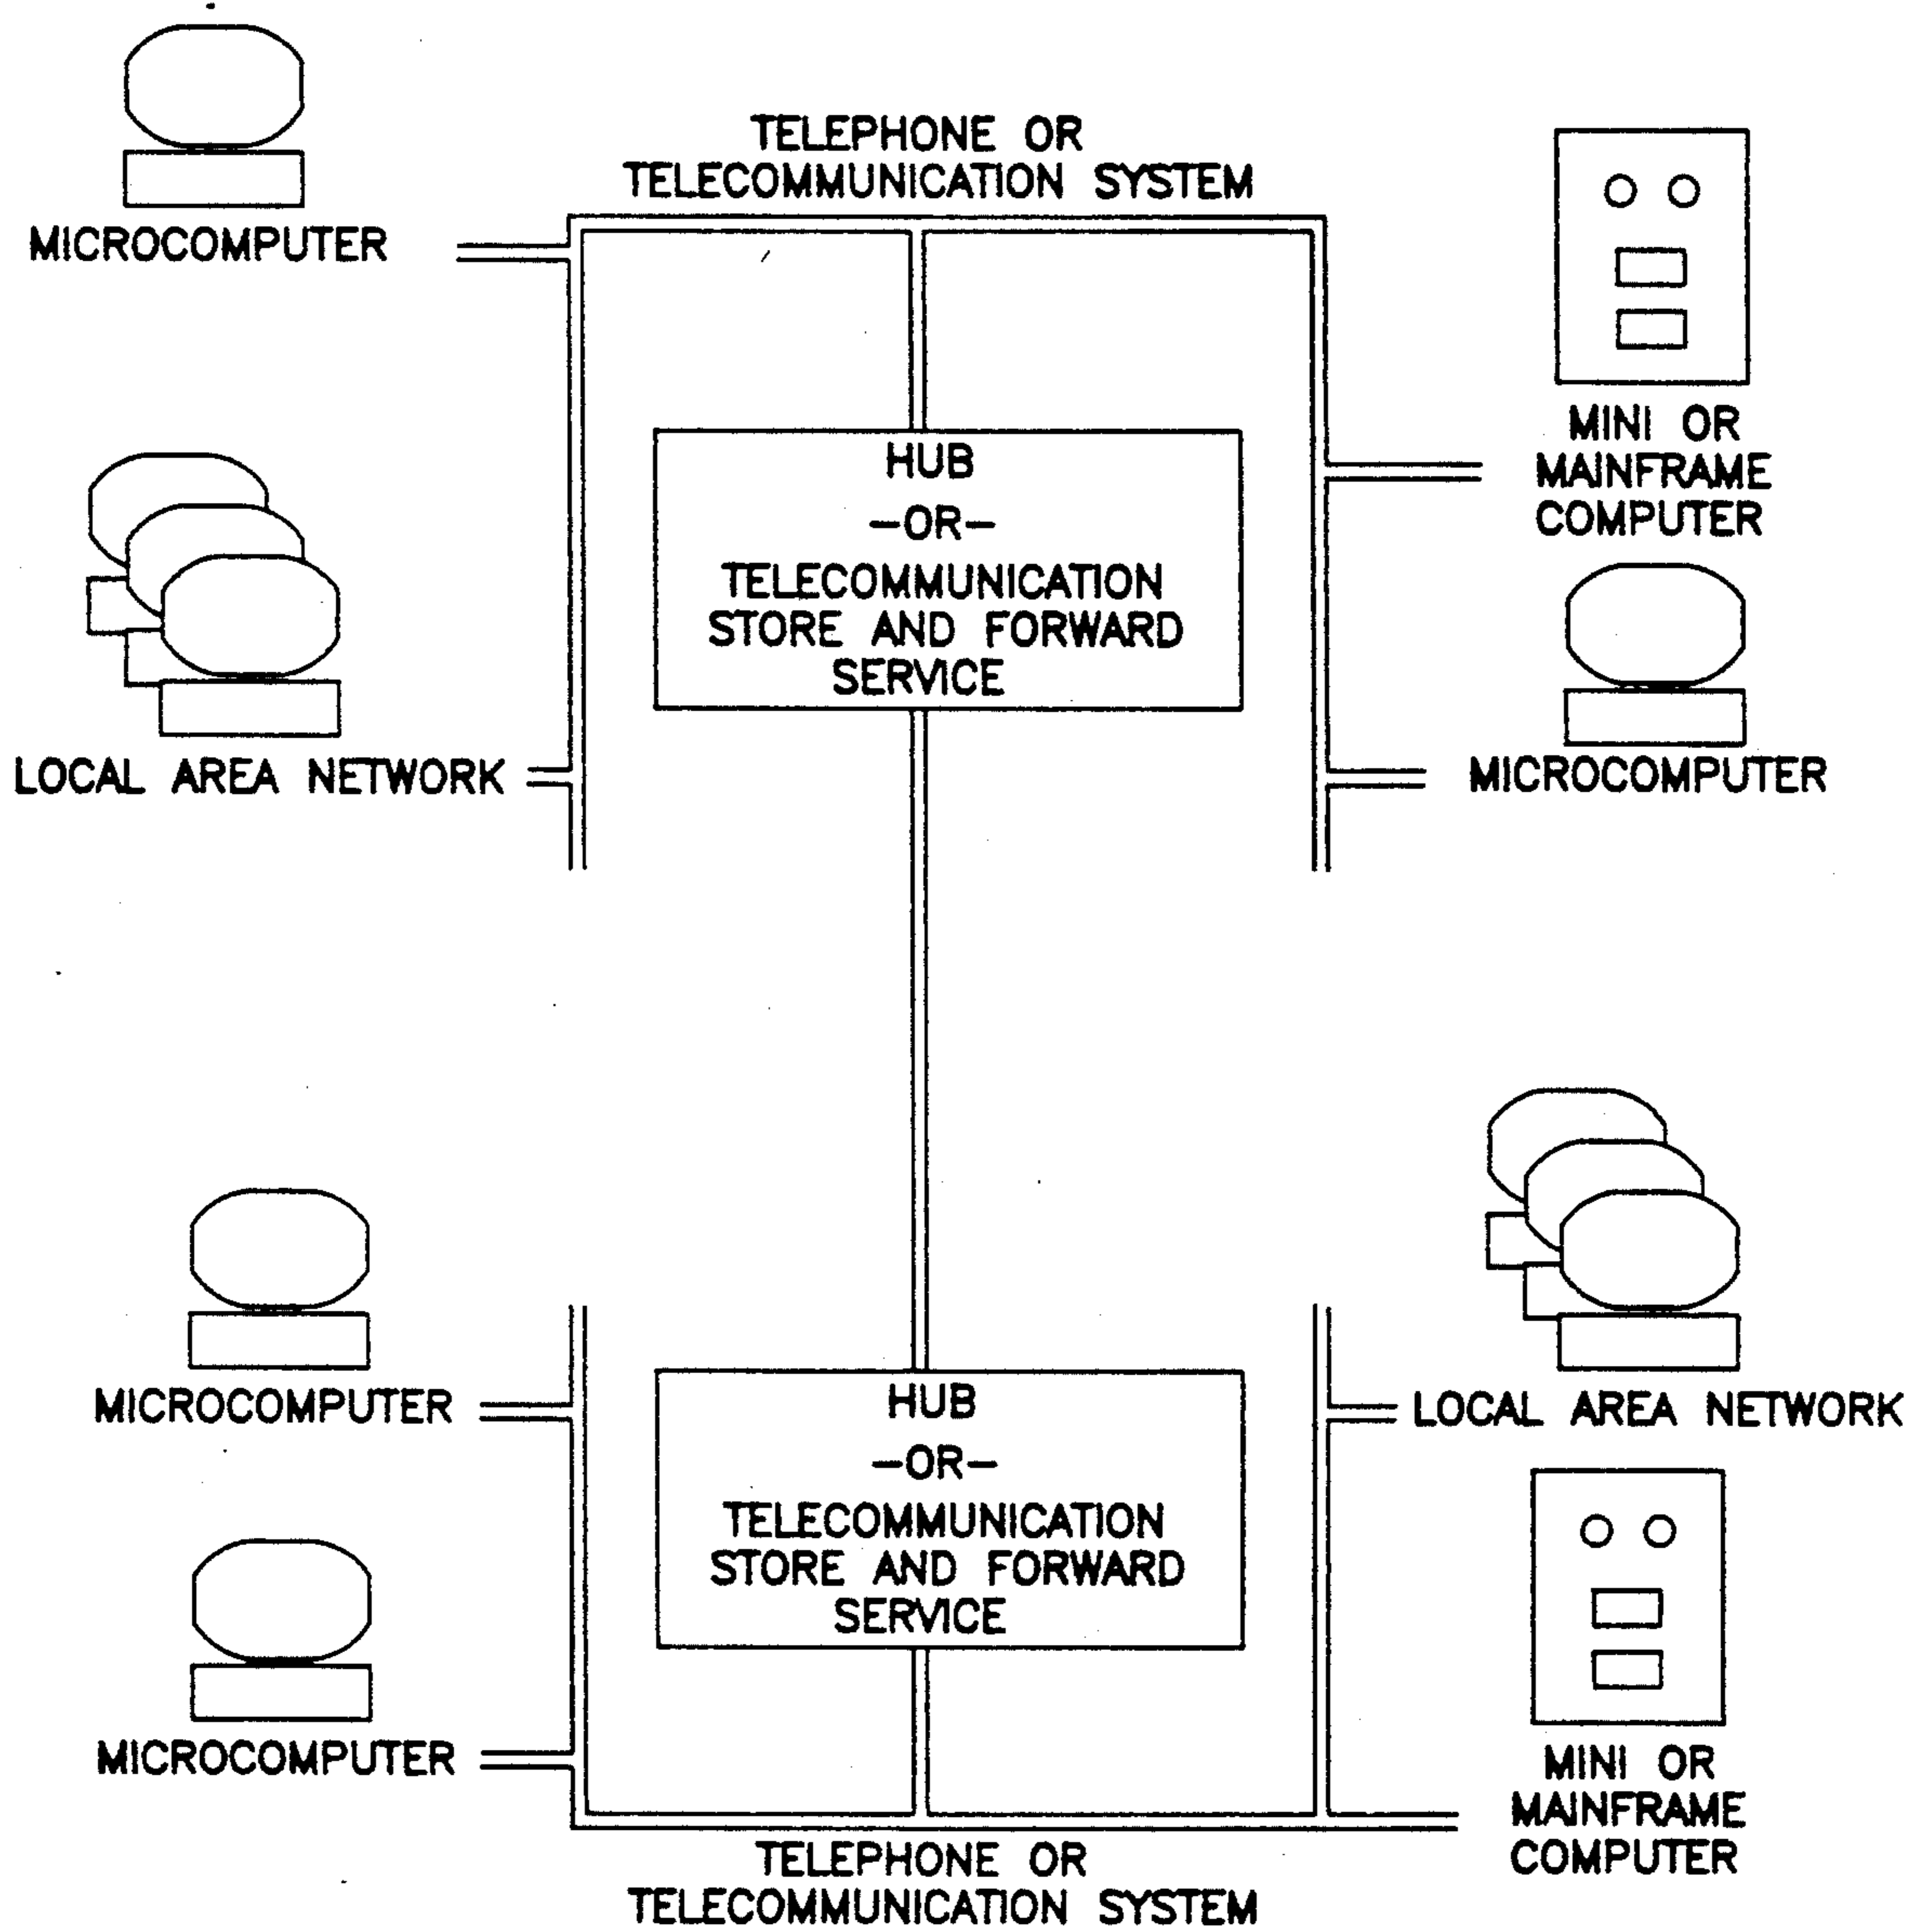 TELEPHONE OR
TELECOMMUNICATION SYSTEM
MICROCOMPUTER
MINI OR
MAINFRAME
COMPUTER
HUB
-OR-
TELECOMMUNICATION
STORE AND FORWARD
SERVICE
LOCAL AREA NETWORK
MICROCOMPUTER
MICROCOMPUTER
LOCAL AREA NETWORK
HUB
-OR-
TELECOMMUNICATION
STORE AND FORWARD
SERVICE
MICROCOMPUTER
MINI OR
MAINFRAME
COMPUTER
TELEPHONE OR
TELECOMMUNICATION SYSTEM